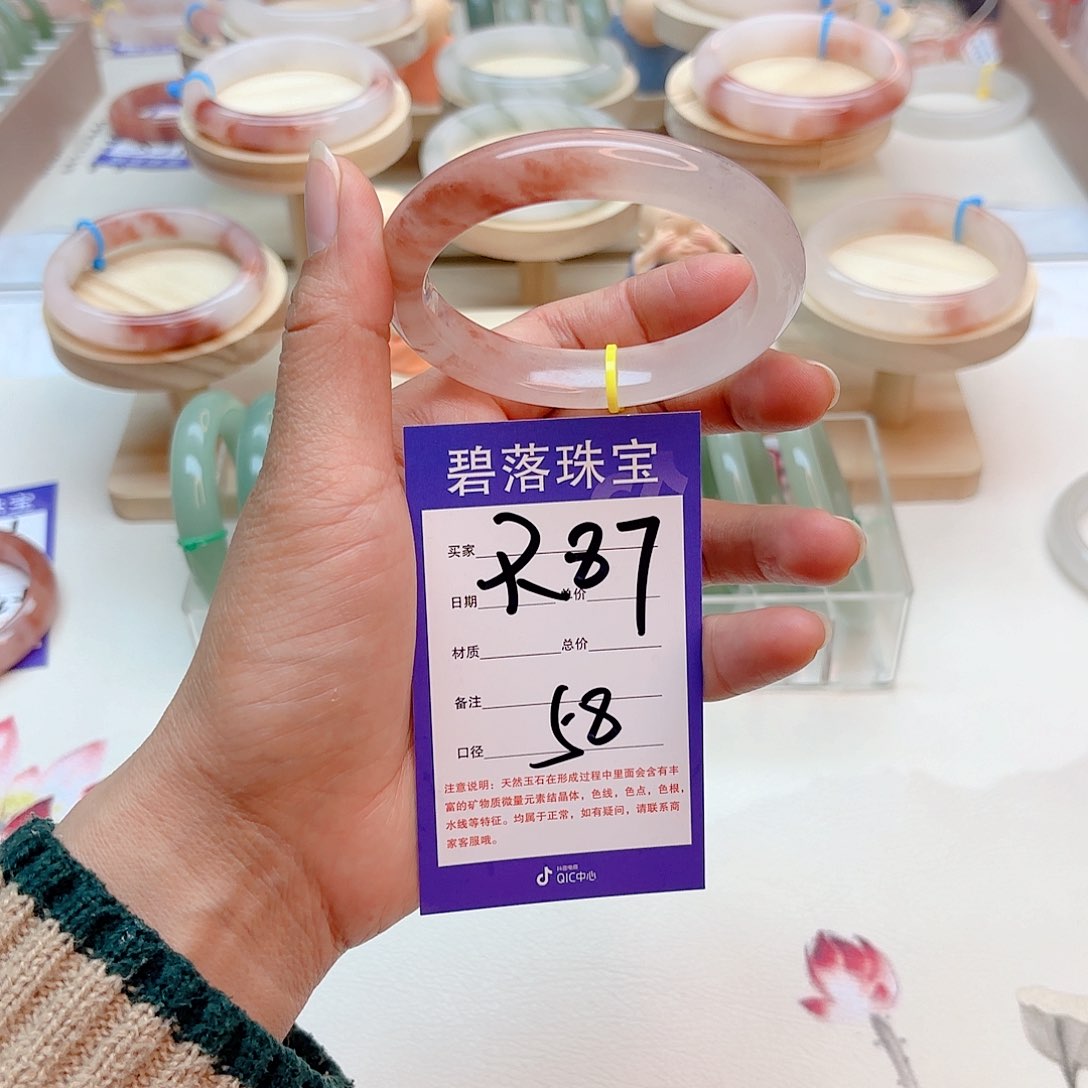 碧落珠宝
买家
R87
日期 单价
材质 总价
备注
58
口径
注意说明：天然玉石在形成过程中里面会含有丰
富的矿物质微量元素结晶体，色线，色点，色根，
水线等特征。均属于正常，如有疑问，请联系商
家客服哦。
抖音电商
QIC中心